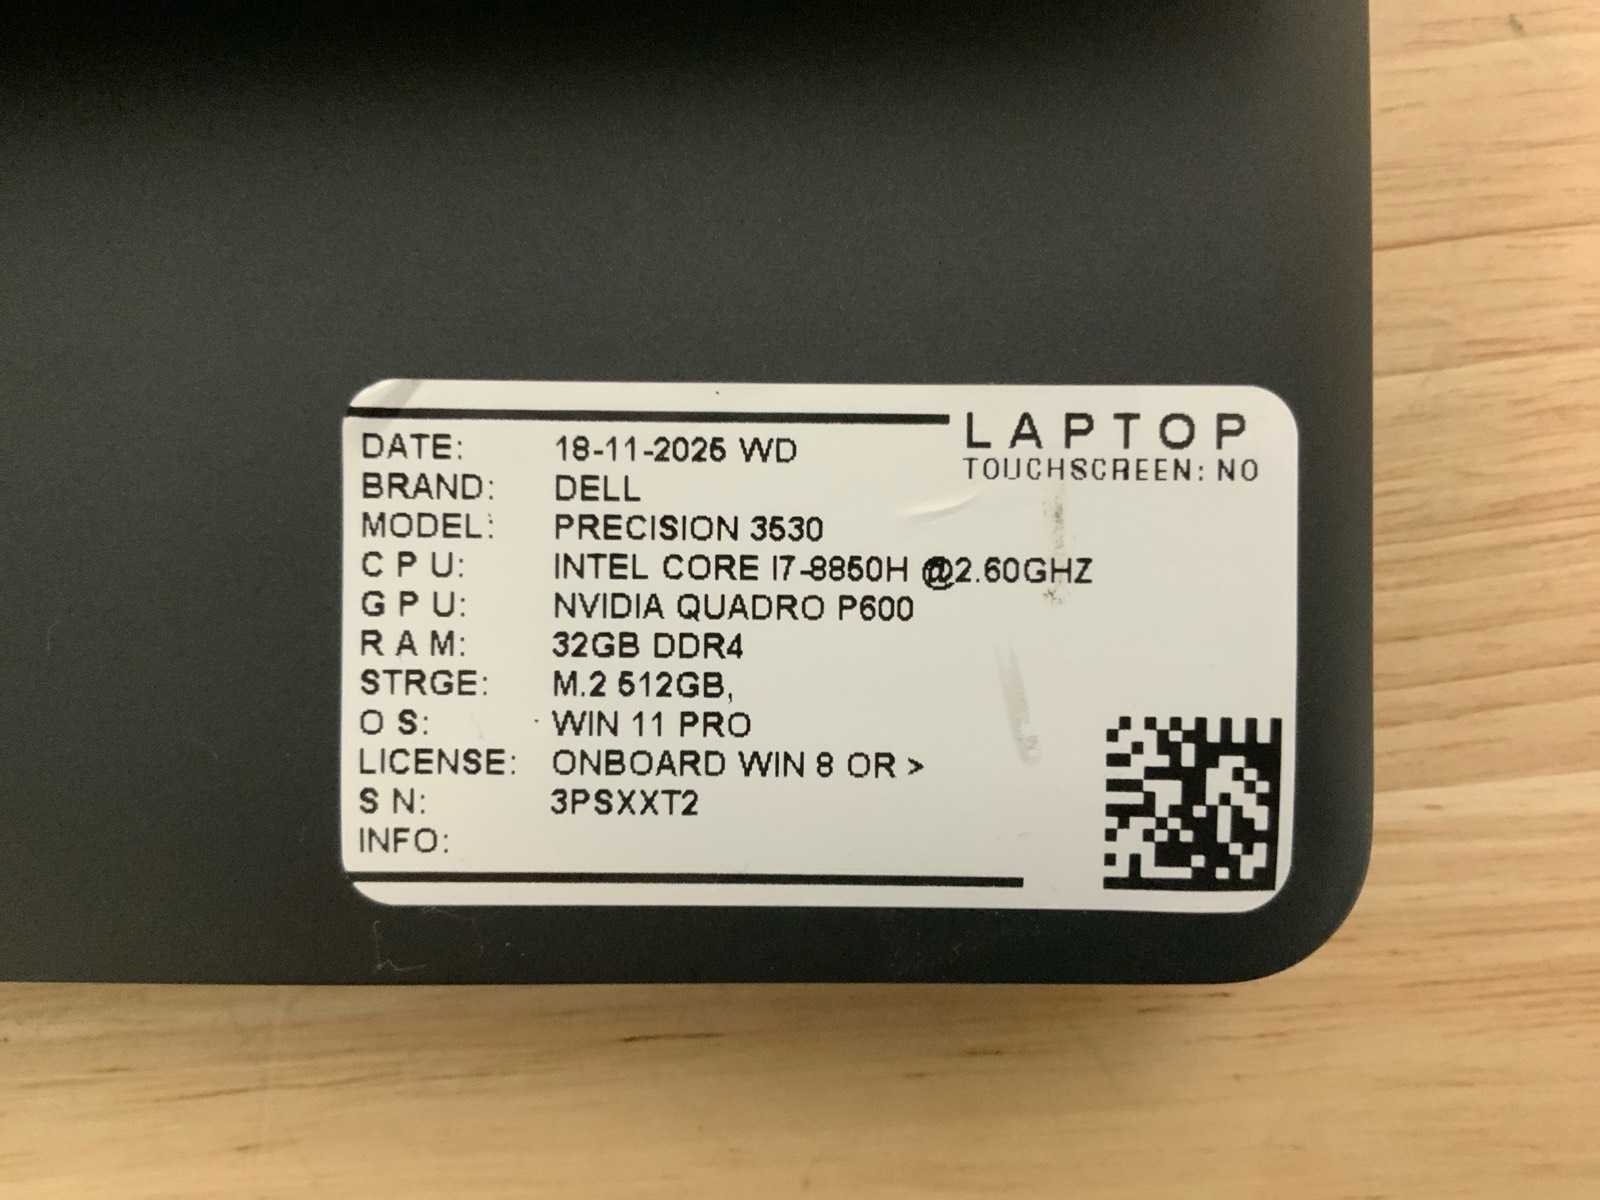 LAPTOP
TOUCHSCREEN: NO
DATE: 18-11-2025 WD
BRAND: DELL
MODEL: PRECISION 3530
C P U: INTEL CORE I7-8850H @2.60GHZ
G P U: NVIDIA QUADRO P600
R A M: 32GB DDR4
STRGE: M.2 512GB,
O S: WIN 11 PRO
LICENSE: ONBOARD WIN 8 OR >
S N: 3PSXXT2
INFO: